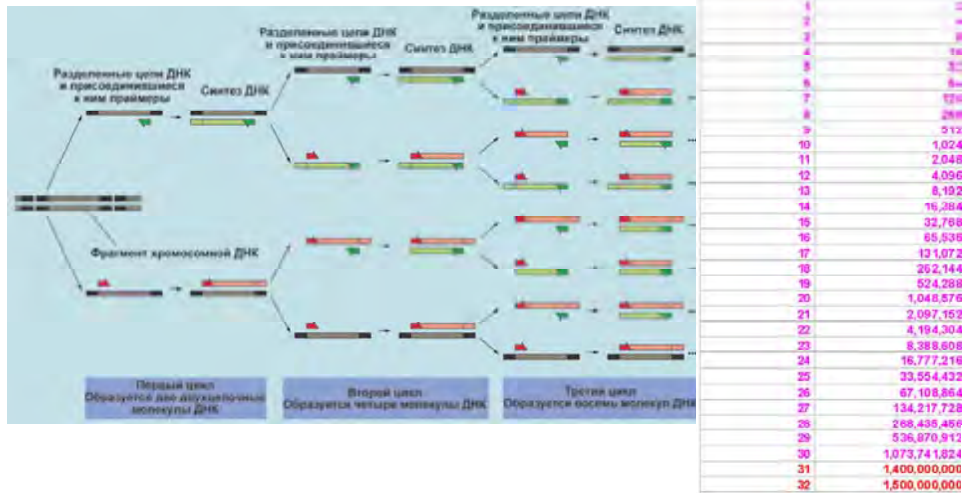 Разделенные цепи ДНК
и присоединившиеся
к ним праймеры
Синтез ДНК
Разделенные цепи ДНК
и присоединившиеся
к ним праймеры
Синтез ДНК
Разделенные цепи ДНК
и присоединившиеся
к ним праймеры
Синтез ДНК
Фрагмент хромосомной ДНК
Первый цикл
Образуется две двухцепочные
молекулы ДНК
Второй цикл
Образуется четыре молекулы ДНК
Третий цикл
Образуется восемь молекул ДНК
1
2
3
4 16
5 32
6
7
8
9 512
10 1,024
11 2,048
12 4,096
13 8,192
14 16,384
15 32,768
16 65,536
17 131,072
18 262,144
19 524,288
20 1,048,576
21 2,097,152
22 4,194,304
23 8,388,608
24 16,777,216
25 33,554,432
26 67,108,864
27 134,217,728
28 268,435,456
29 536,870,912
30 1,073,741,824
31 1,400,000,000
32 1,500,000,000